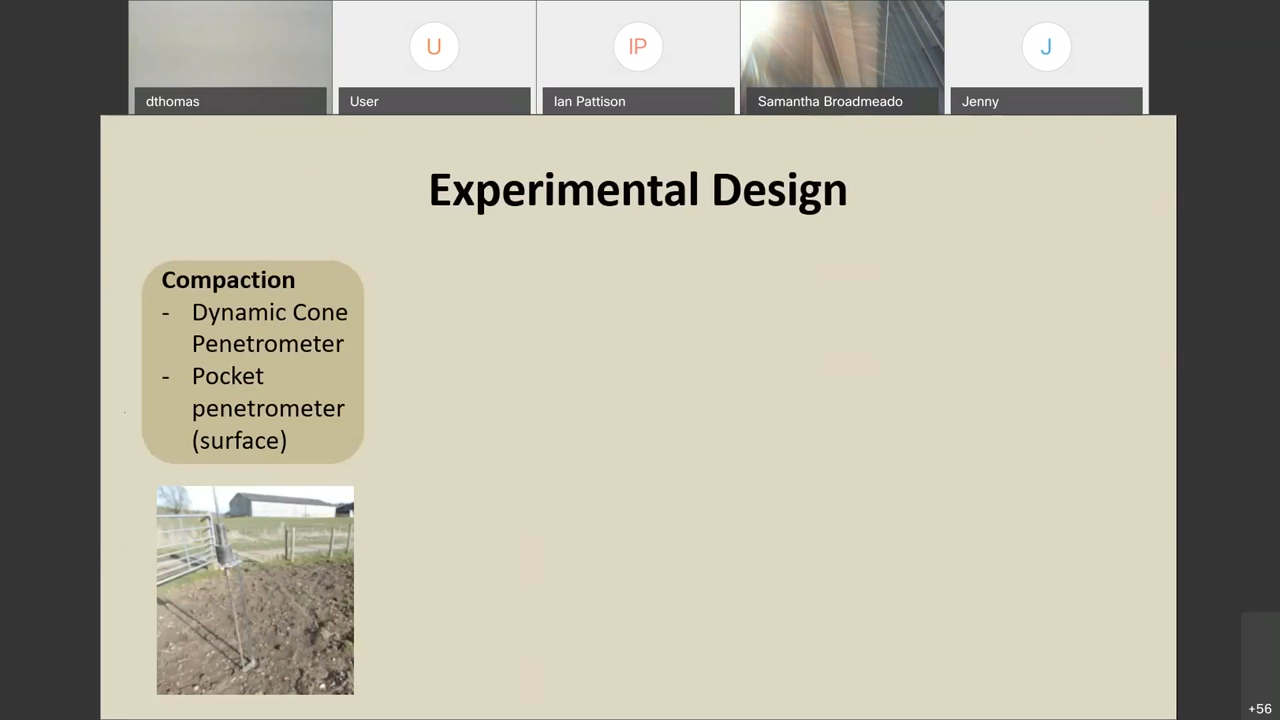 U
IP
J
dthomas
User
Ian Pattison
Samantha Broadmeado
Jenny
Experimental Design
Compaction
- Dynamic Cone
Penetrometer
- Pocket
penetrometer
(surface)
+56